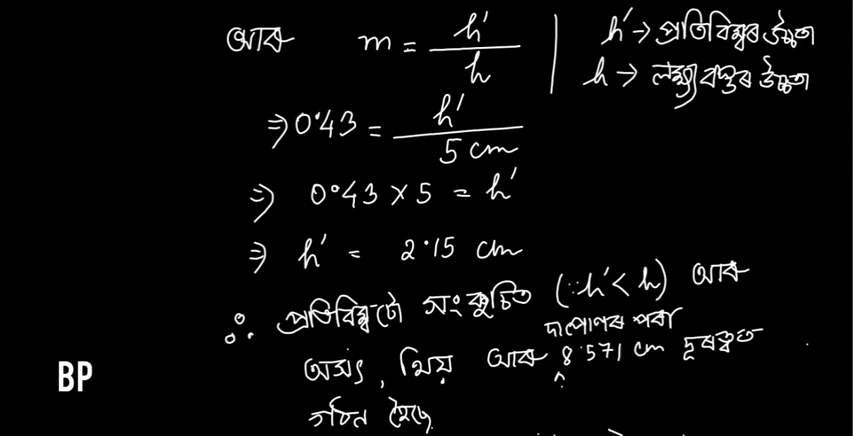 আৰু m = h'/h | h' → প্ৰতিবিম্বৰ উচ্চতা
h → লক্ষ্যবস্তুৰ উচ্চতা
⇒ 0.43 = h'/5 cm
⇒ 0.43 × 5 = h'
⇒ h' = 2.15 cm
∴ প্ৰতিবিম্বটো সংকুচিত (∵ h' < h) আৰু
দাপোণৰ পৰা
অসৎ, থিয় আৰু ^ 8.571 cm দূৰত্বত
গঠন হৈছে
BP